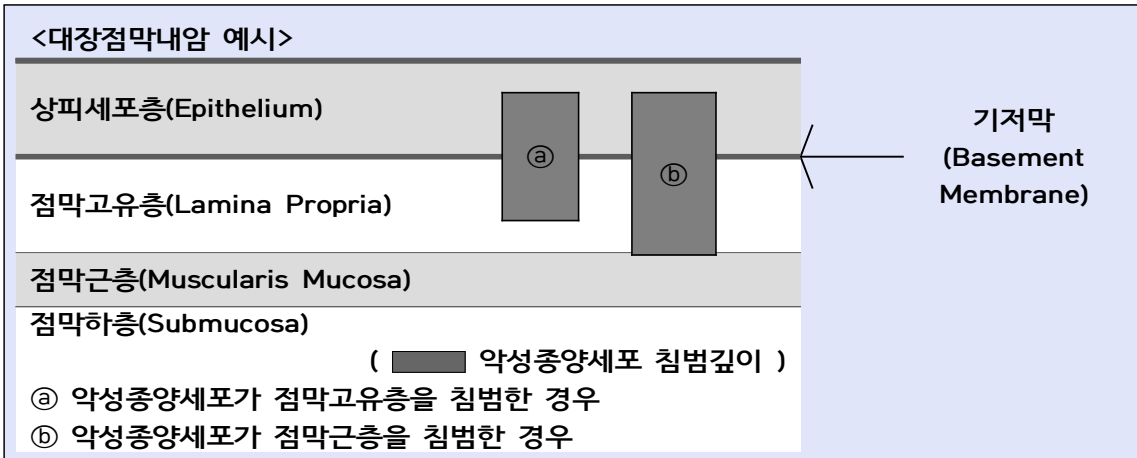 <대장점막내암 예시>
상피세포층(Epithelium)
ⓐ
ⓑ
기저막
(Basement
Membrane)
점막고유층(Lamina Propria)
점막근층(Muscularis Mucosa)
점막하층(Submucosa)
( 악성종양세포 침범깊이 )
ⓐ 악성종양세포가 점막고유층을 침범한 경우
ⓑ 악성종양세포가 점막근층을 침범한 경우